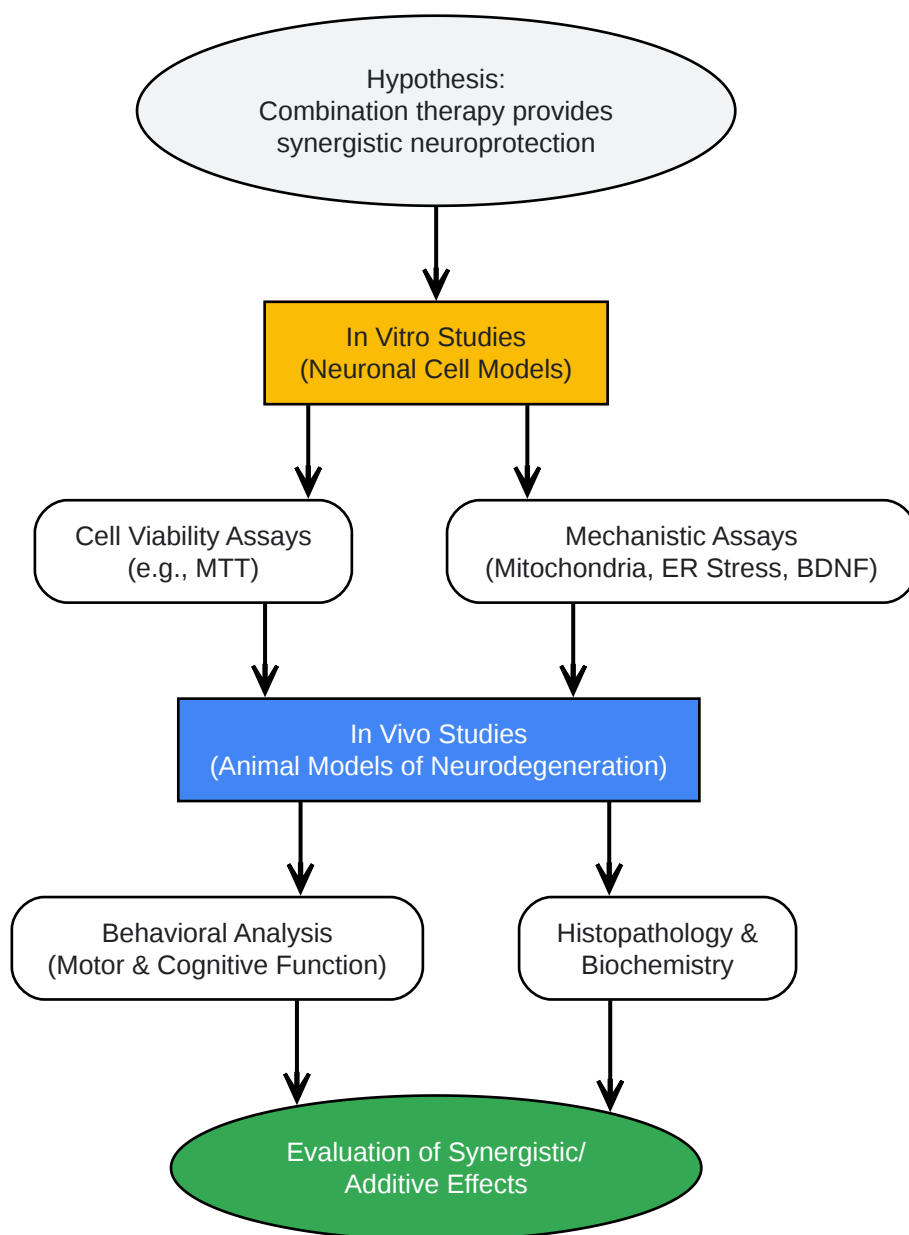 Hypothesis:
Combination therapy provides
synergistic neuroprotection
In Vitro Studies
(Neuronal Cell Models)
Cell Viability Assays
(e.g., MTT)
Mechanistic Assays
(Mitochondria, ER Stress, BDNF)
In Vivo Studies
(Animal Models of Neurodegeneration)
Behavioral Analysis
(Motor & Cognitive Function)
Histopathology &
Biochemistry
Evaluation of Synergistic/
Additive Effects